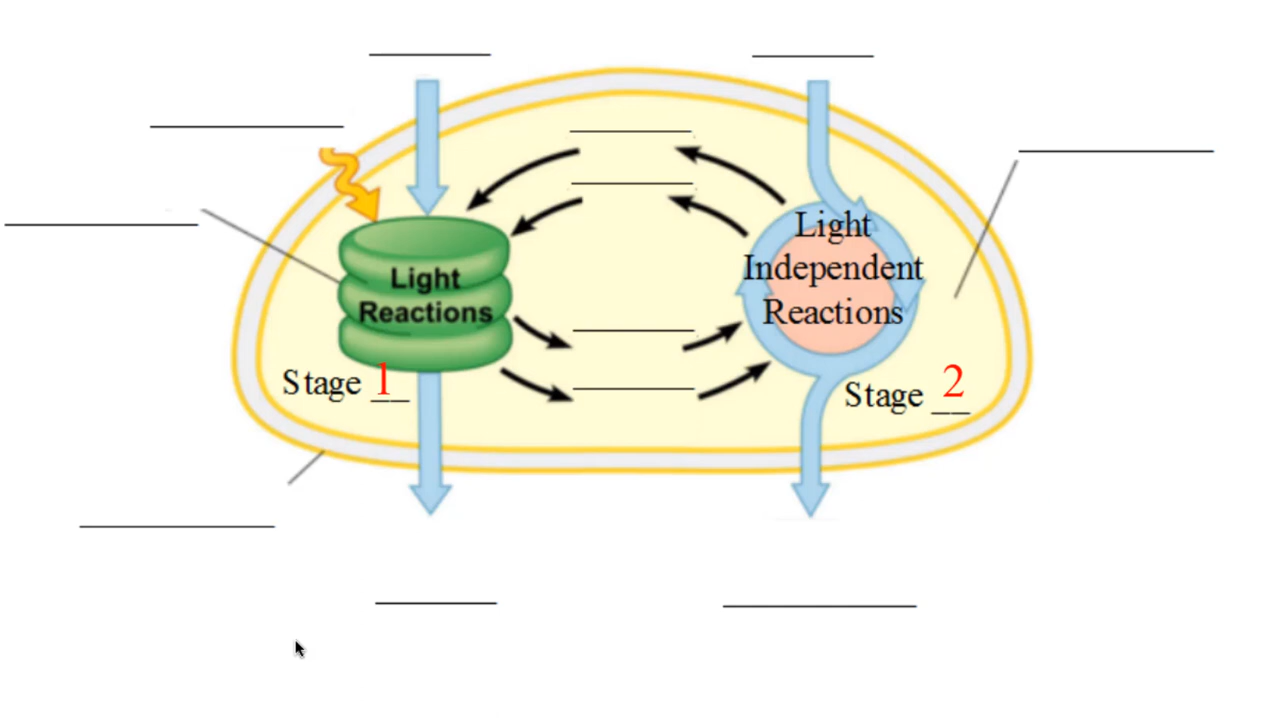 Light
Reactions
Light
Independent
Reactions
Stage 1
Stage 2